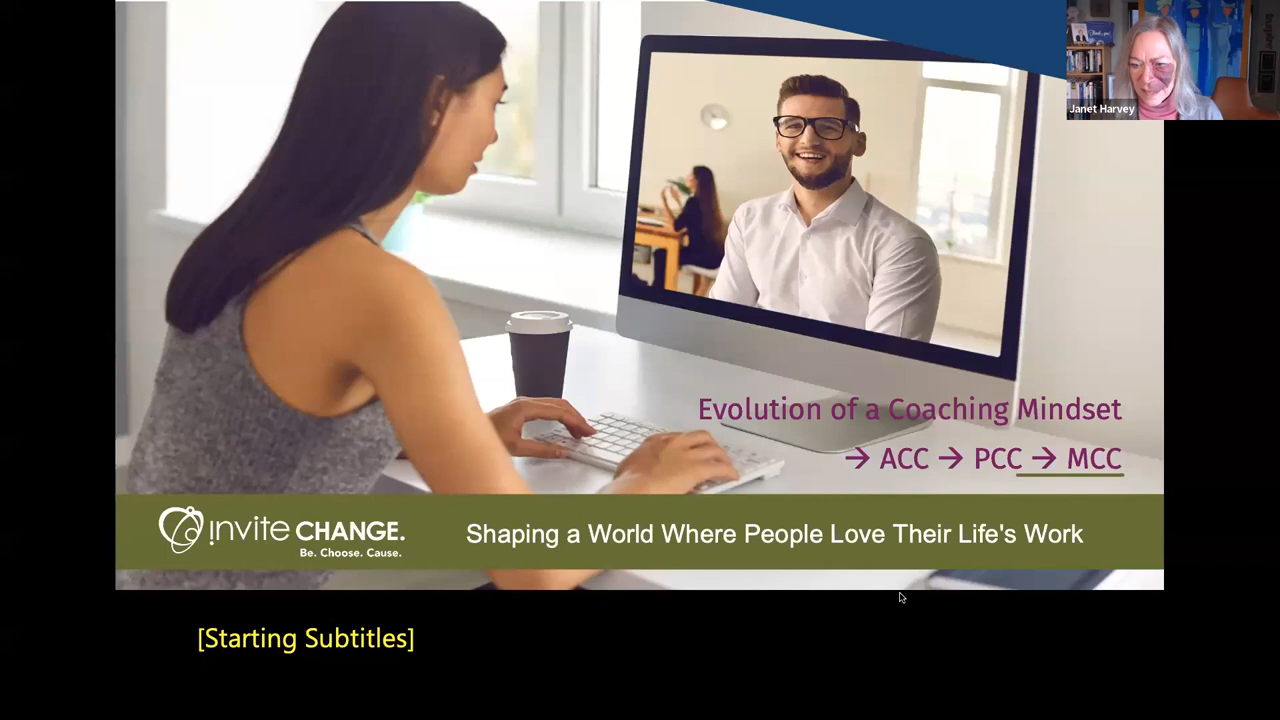 Janet Harvey
Evolution of a Coaching Mindset
→ ACC → PCC → MCC
invite CHANGE.
Be. Choose. Cause.
Shaping a World Where People Love Their Life's Work
[Starting Subtitles]